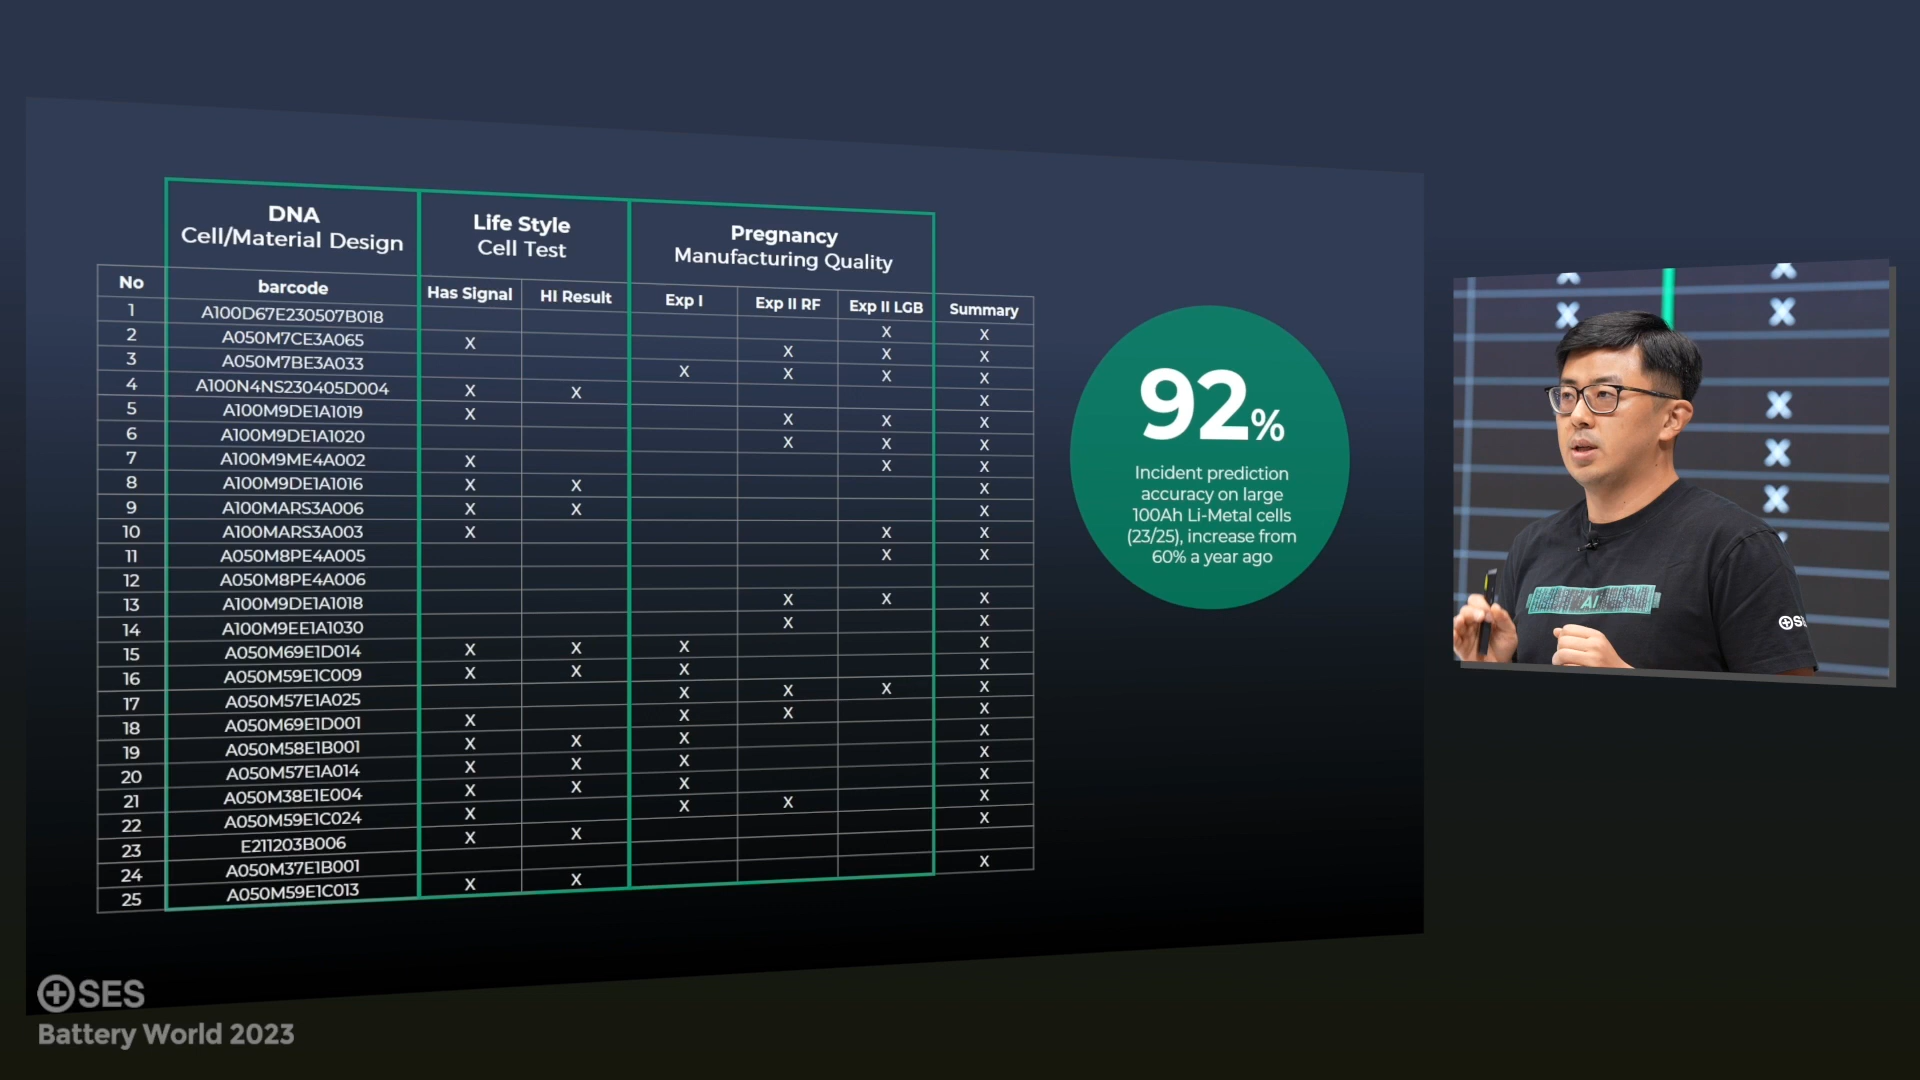 DNA
Cell/Material Design
Life Style
Cell Test
Pregnancy
Manufacturing Quality
No barcode Has Signal HI Result Exp I Exp II RF Exp II LGB Summary
1 A100D67E230507B018 X X
2 A050M7CE3A065 X X X X
3 A050M7BE3A033 X X X X
4 A100N4NS230405D004 X X X
5 A100M9DE1A1019 X X X X
6 A100M9DE1A1020 X X X
7 A100M9ME4A002 X X X
8 A100M9DE1A1016 X X X
9 A100MARS3A006 X X X
10 A100MARS3A003 X X X
11 A050M8PE4A005 X X
12 A050M8PE4A006
13 A100M9DE1A1018 X X X
14 A100M9EE1A1030 X X
15 A050M69E1D014 X X X X
16 A050M59E1C009 X X X X
17 A050M57E1A025 X X X X
18 A050M69E1D001 X X X X
19 A050M58E1B001 X X X X
20 A050M57E1A014 X X X X
21 A050M38E1E004 X X X X
22 A050M59E1C024 X X X X
23 E211203B006 X X X
24 A050M37E1B001
25 A050M59E1C013 X X X
92%
Incident prediction
accuracy on large
100Ah Li-Metal cells
(23/25), increase from
60% a year ago
AI
SES
Battery World 2023